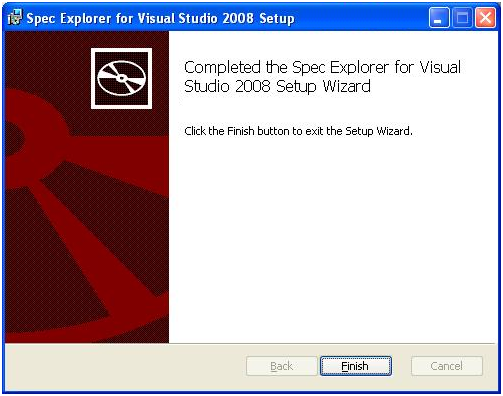 Spec Explorer for Visual Studio 2008 Setup
Completed the Spec Explorer for Visual
Studio 2008 Setup Wizard
Click the Finish button to exit the Setup Wizard.
Back Finish Cancel